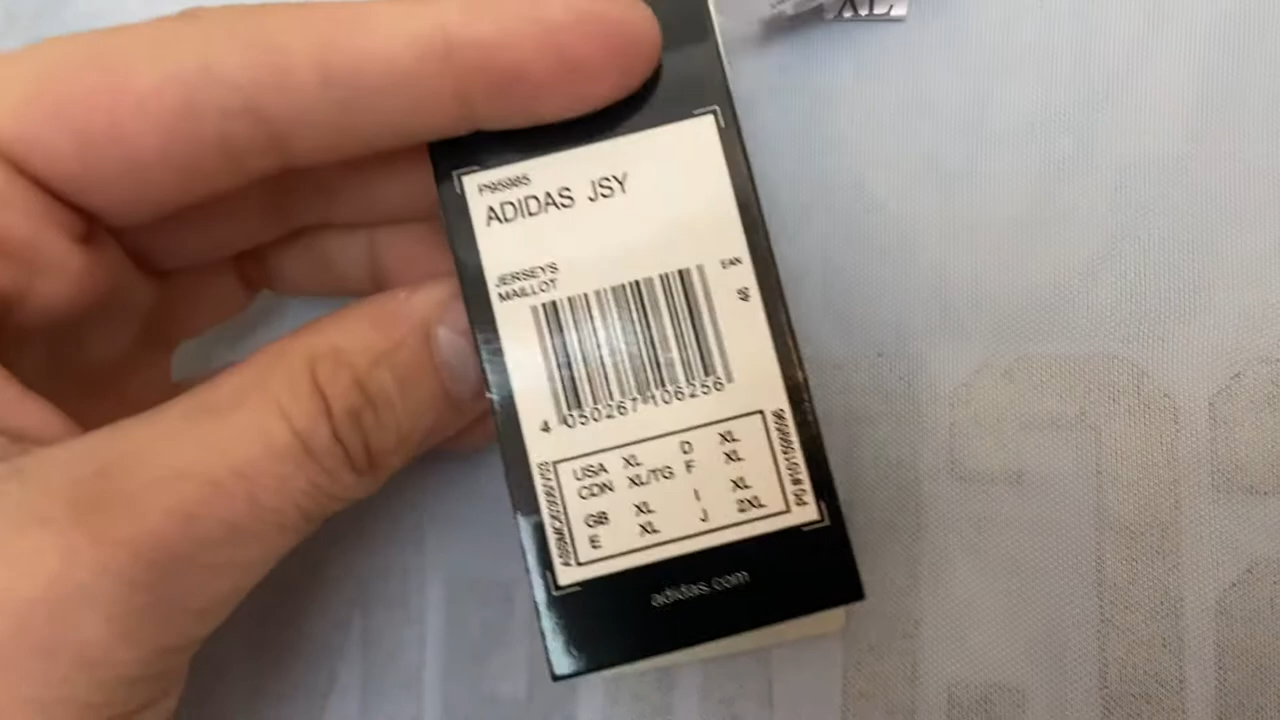 XL
P95985
ADIDAS JSY
JERSEYS
MAILLOT
EAN
4 050267 106256
USA XL D XL
CDN XL/TG F XL
GB XL I XL
E XL J 2XL
adidas.com